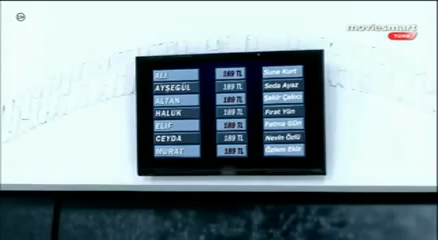 moviesmart
TÜRK
ALİ 189 TL Suna Kurt
AYŞEGÜL 189 TL Seda Ayaz
ALTAN 189 TL Şakir Çakıcı
HALUK 189 TL Fırat Yün
ELİF 189 TL Fatma Gün
CEYDA 189 TL Nevin Özlü
MURAT 189 TL Özlem Ekiz